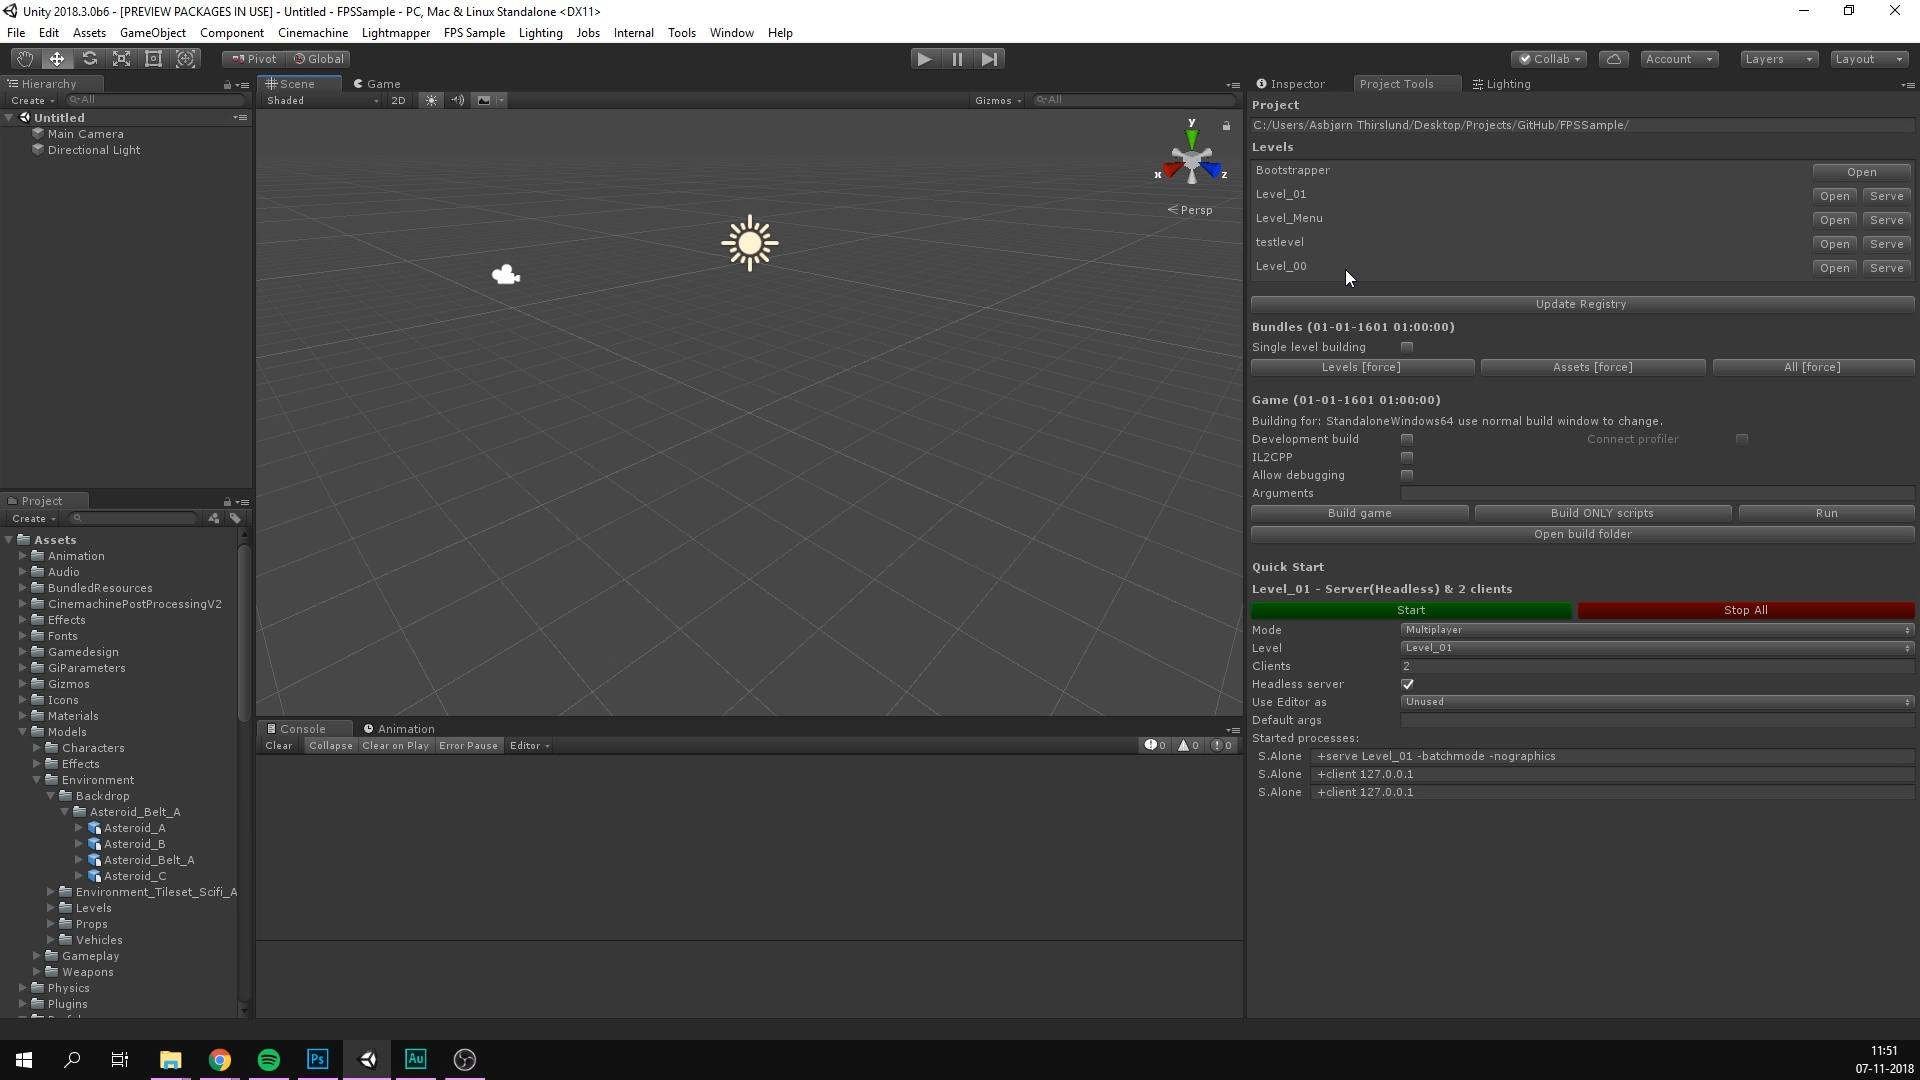 Unity 2018.3.0b6 - [PREVIEW PACKAGES IN USE] - Untitled - FPSSample - PC, Mac & Linux Standalone <DX11>
File Edit Assets GameObject Component Cinemachine Lightmapper FPS Sample Lighting Jobs Internal Tools Window Help
Pivot Global Collab Account Layers Layout
Hierarchy
Create All
Untitled
Main Camera
Directional Light
Scene Game
Shaded 2D Gizmos All
y
x z
Persp
Project
Create
Assets
Animation
Audio
BundledResources
CinemachinePostProcessingV2
Effects
Fonts
Gamedesign
GiParameters
Gizmos
Icons
Materials
Models
Characters
Effects
Environment
Backdrop
Asteroid_Belt_A
Asteroid_A
Asteroid_B
Asteroid_Belt_A
Asteroid_C
Environment_Tileset_Scifi_A
Levels
Props
Vehicles
Gameplay
Weapons
Physics
Plugins
Console Animation
Clear Collapse Clear on Play Error Pause Editor 0 0 0
Inspector Project Tools Lighting
Project
C:/Users/Asbjørn Thirslund/Desktop/Projects/GitHub/FPSSample/
Levels
Bootstrapper Open
Level_01 Open Serve
Level_Menu Open Serve
testlevel Open Serve
Level_00 Open Serve
Update Registry
Bundles (01-01-1601 01:00:00)
Single level building
Levels [force] Assets [force] All [force]
Game (01-01-1601 01:00:00)
Building for: StandaloneWindows64 use normal build window to change.
Development build Connect profiler
IL2CPP
Allow debugging
Arguments
Build game Build ONLY scripts Run
Open build folder
Quick Start
Level_01 - Server(Headless) & 2 clients
Start Stop All
Mode Multiplayer
Level Level_01
Clients 2
Headless server
Use Editor as Unused
Default args
Started processes:
S.Alone +serve Level_01 -batchmode -nographics
S.Alone +client 127.0.0.1
S.Alone +client 127.0.0.1
Ps Au
11:51
07-11-2018